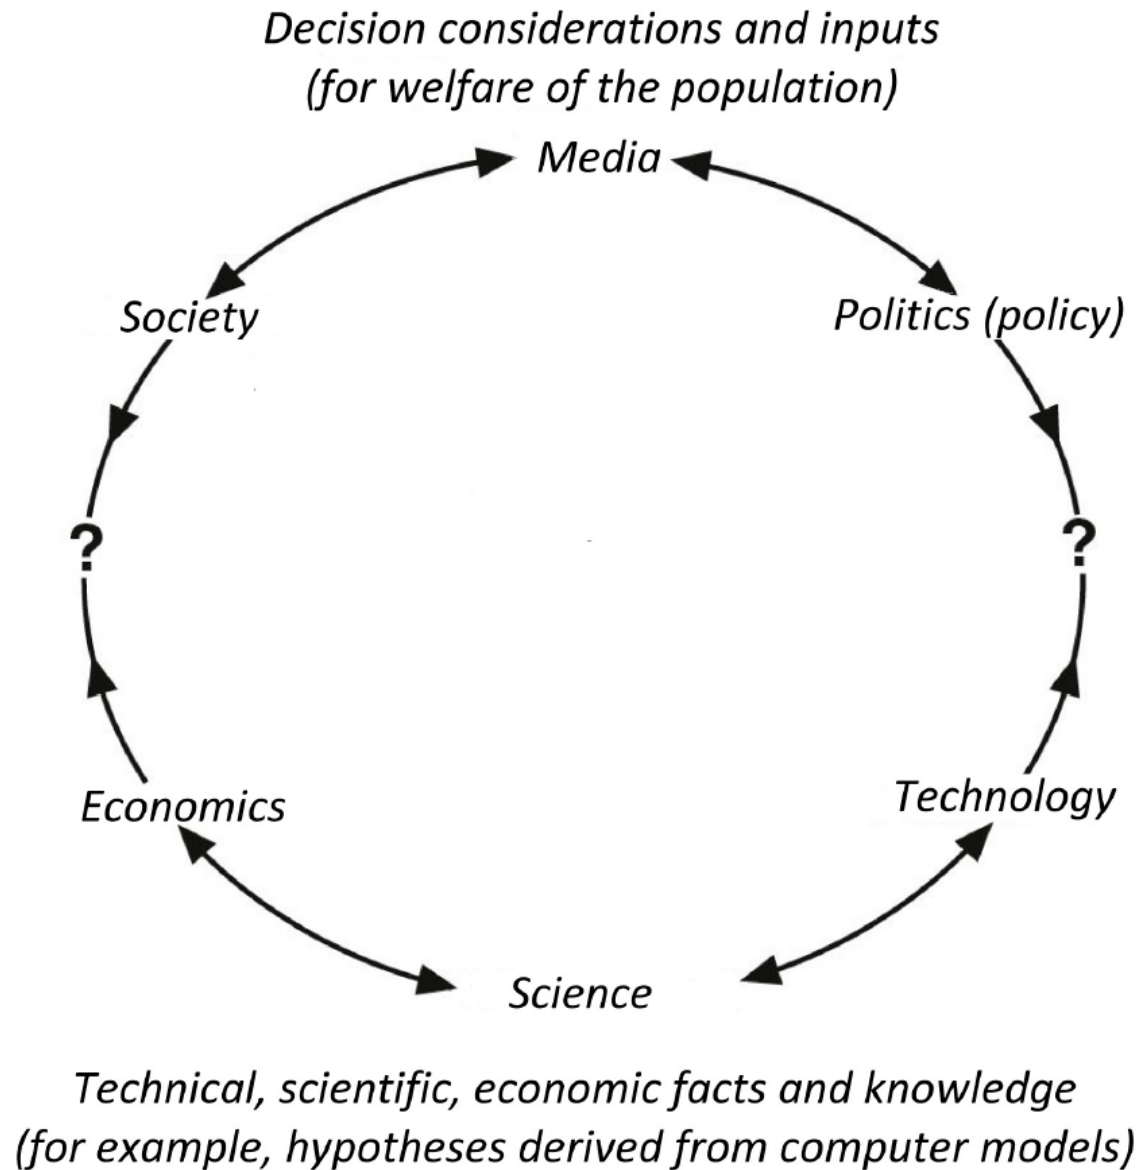 Decision considerations and inputs
(for welfare of the population)
Media
Society
Politics (policy)
?
?
Economics
Technology
Science
Technical, scientific, economic facts and knowledge
(for example, hypotheses derived from computer models)